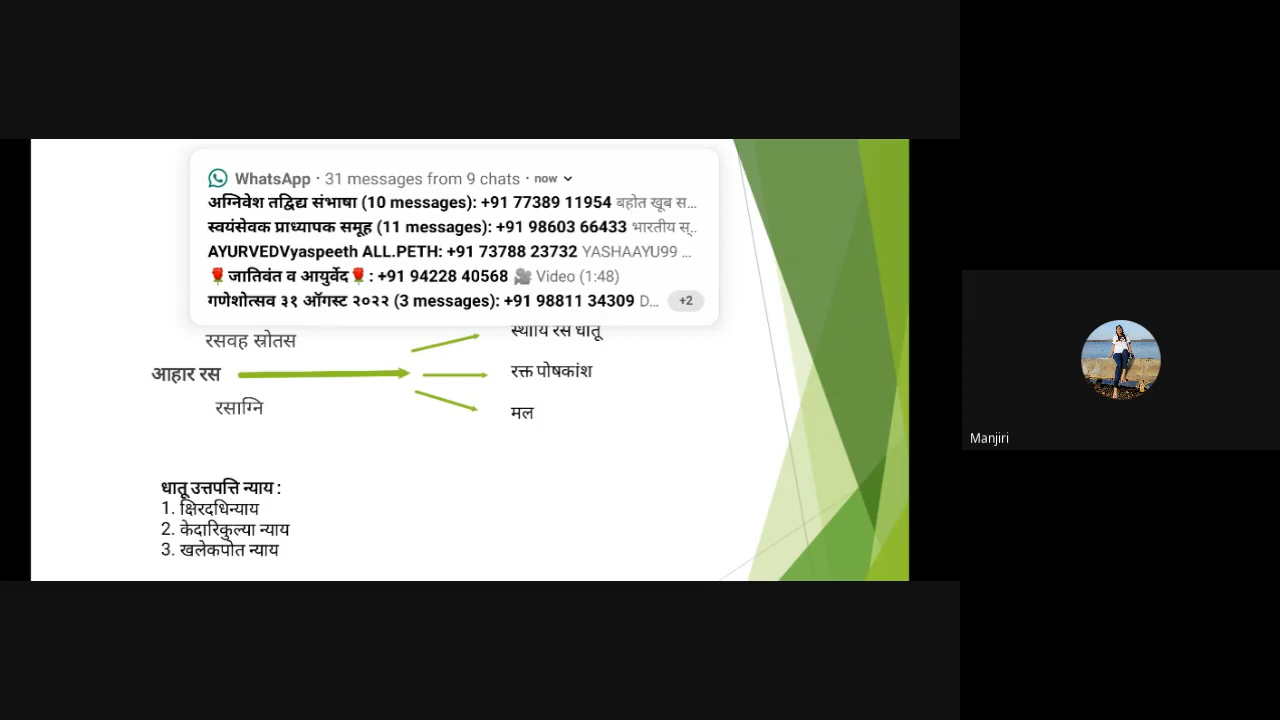 WhatsApp · 31 messages from 9 chats · now
अग्निवेश तद्विद्य संभाषा (10 messages): +91 77389 11954 बहोत खूब स...
स्वयंसेवक प्राध्यापक समूह (11 messages): +91 98603 66433 भारतीय स्..
AYURVEDVyaspeeth ALL.PETH: +91 73788 23732 YASHAAYU99 ...
🌹जातिवंत व आयुर्वेद🌹: +91 94228 40568 🎥 Video (1:48)
गणेशोत्सव ३१ ऑगस्ट २०२२ (3 messages): +91 98811 34309 D... +2
स्थायि रस धातू
रसवह स्रोतस
आहार रस
रक्त पोषकांश
रसाग्नि
मल
धातू उत्तपत्ति न्याय :
1. क्षिरदधिन्याय
2. केदारिकुल्या न्याय
3. खलेकपोत न्याय
Manjiri